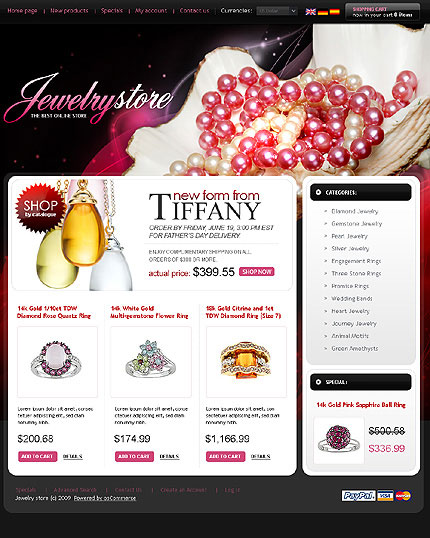 Home page | New products | Specials | My account | Contact us Currencies: US Dollar
SHOPPING CART
now in your cart 0 items
Jewelrystore
THE BEST ONLINE STORE
SHOP
by catalogue
new form from
TIFFANY
ORDER BY FRIDAY, JUNE 19, 3:00 PM EST
FOR FATHER'S DAY DELIVERY
ENJOY COMPLIMENTARY SHIPPING ON ALL
ORDERS OF $300 OR MORE.
actual price: $399.55 SHOP NOW
CATEGORIES:
Diamond Jewelry
Gemstone Jewelry
Pearl Jewelry
Silver Jewelry
Engagement Rings
Three Stone Rings
Promise Rings
Wedding Bands
Heart Jewelry
Journey Jewelry
Animal Motifs
Green Amethysts
14k Gold 1/10ct TDW
Diamond Rose Quartz Ring
Lorem ipsum dolor sit amet, consec
tetuer adipiscing elit, sed diam
nonummy nibh.
$200.68
ADD TO CART DETAILS
14k White Gold
Multigemstone Flower Ring
Lorem ipsum dolor sit amet, consec
tetuer adipiscing elit, sed diam
nonummy nibh.
$174.99
ADD TO CART DETAILS
18k Gold Citrine and 1ct
TDW Diamond Ring (Size 7)
Lorem ipsum dolor sit amet, consec
tetuer adipiscing elit, sed diam
nonummy nibh.
$1,166.99
ADD TO CART DETAILS
SPECIAL:
14k Gold Pink Sapphire Ball Ring
$500.58
$336.99
Specials | Advanced Search | Contact Us | Create an Account | Log In
Jewelry store (c) 2009 Powered by osCommerce
PayPal VISA